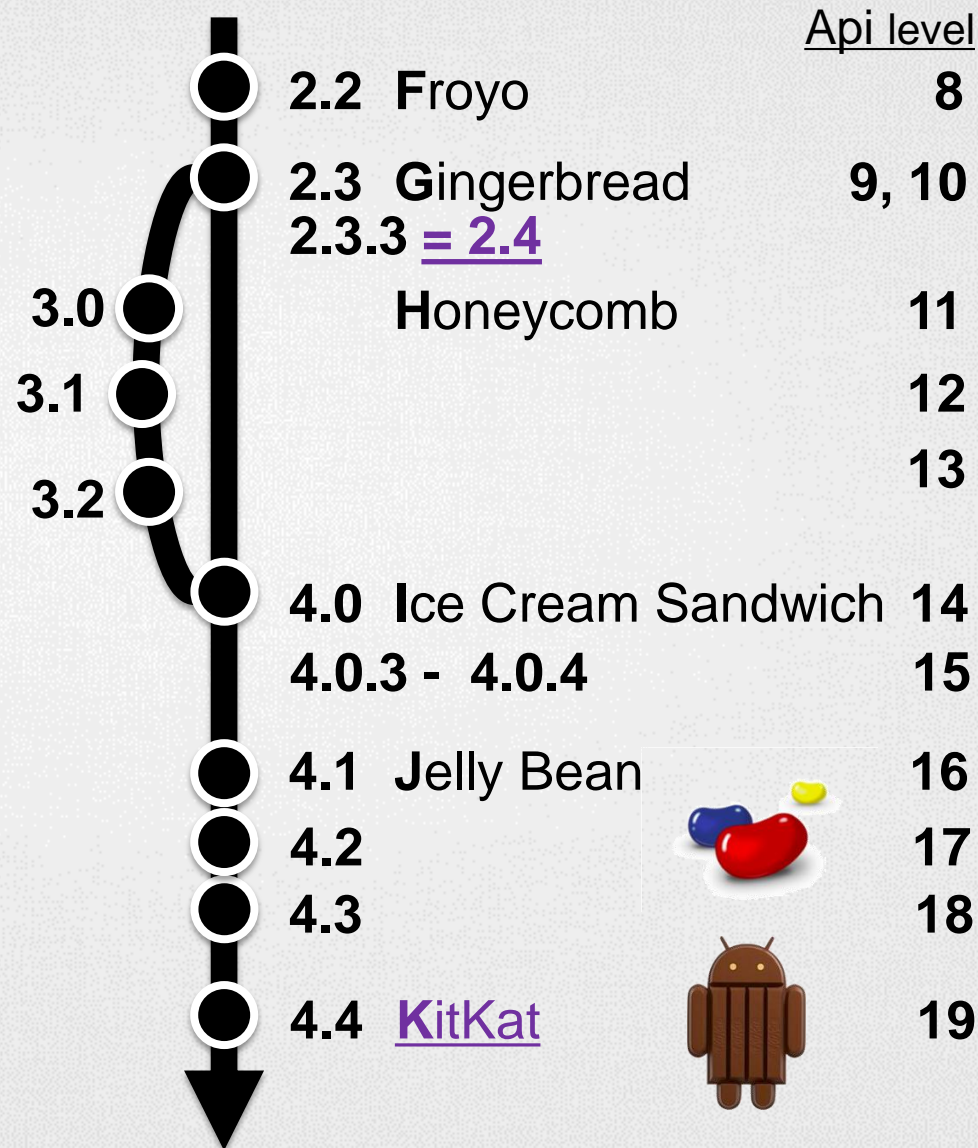 Api level
2.2 Froyo 8
2.3 Gingerbread 9, 10
2.3.3 = 2.4
3.0 Honeycomb 11
3.1 12
3.2 13
4.0 Ice Cream Sandwich 14
4.0.3 - 4.0.4 15
4.1 Jelly Bean 16
4.2 17
4.3 18
4.4 KitKat 19